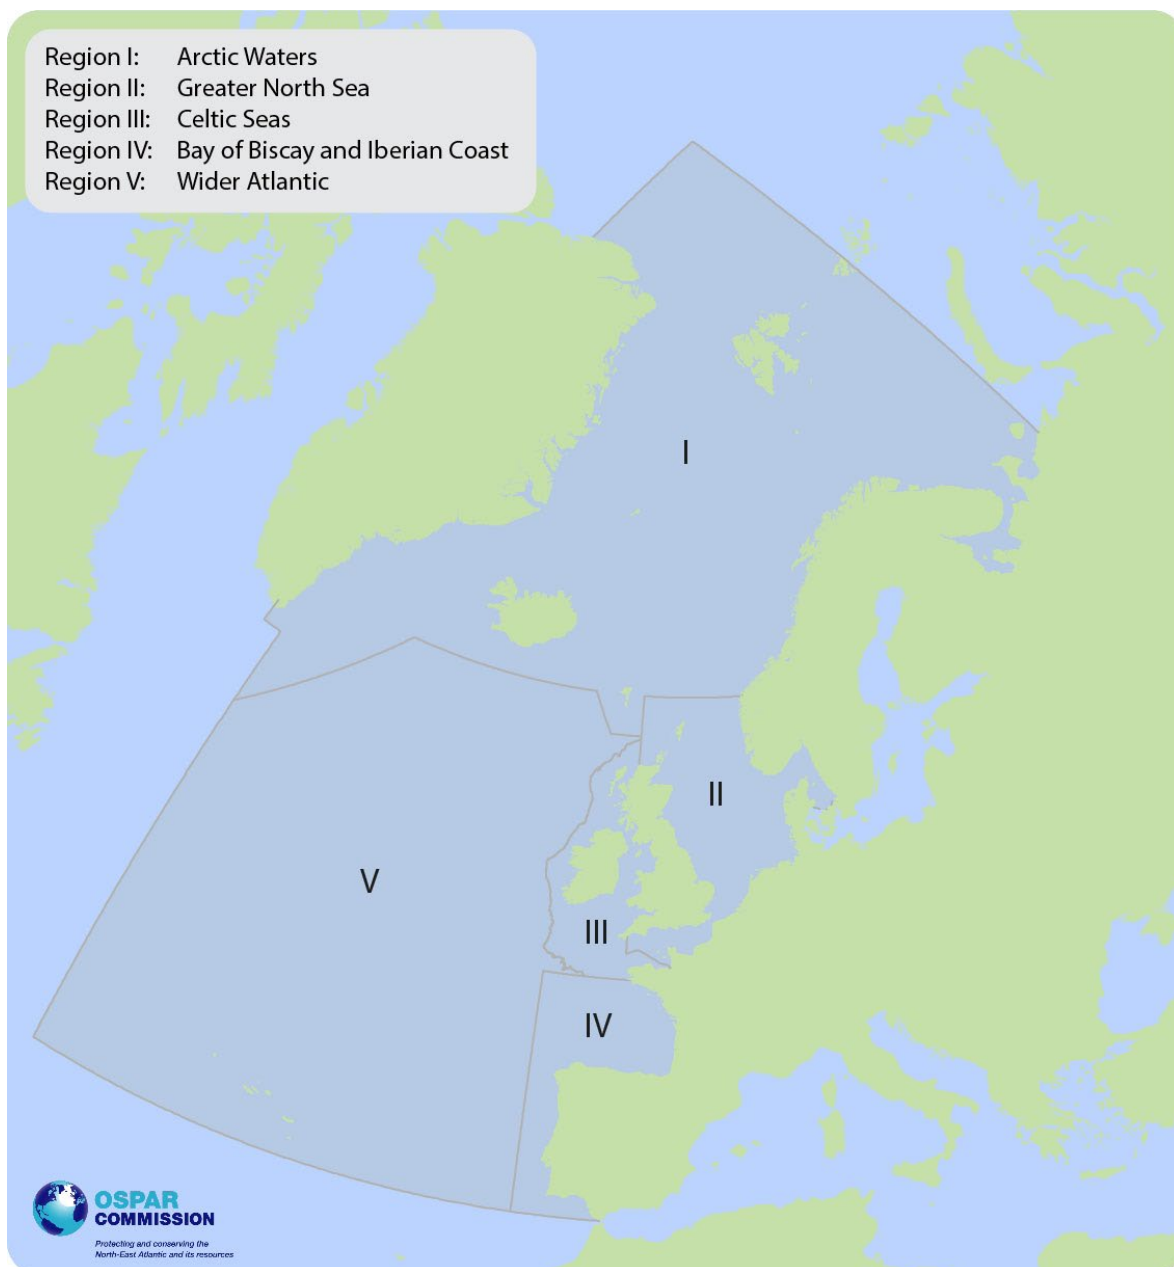 Region I: Arctic Waters
Region II: Greater North Sea
Region III: Celtic Seas
Region IV: Bay of Biscay and Iberian Coast
Region V: Wider Atlantic
I
II
V
III
IV
OSPAR
COMMISSION
Protecting and conserving the
North-East Atlantic and its resources